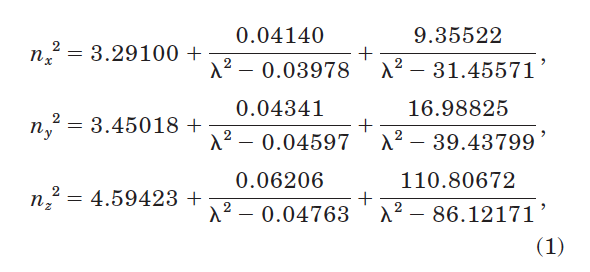 nₓ² = 3.29100 + 0.04140/(λ² − 0.03978) + 9.35522/(λ² − 31.45571),
n_y² = 3.45018 + 0.04341/(λ² − 0.04597) + 16.98825/(λ² − 39.43799),
n_z² = 4.59423 + 0.06206/(λ² − 0.04763) + 110.80672/(λ² − 86.12171),
(1)